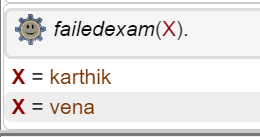 failedexam(X).
X = karthik
X = vena